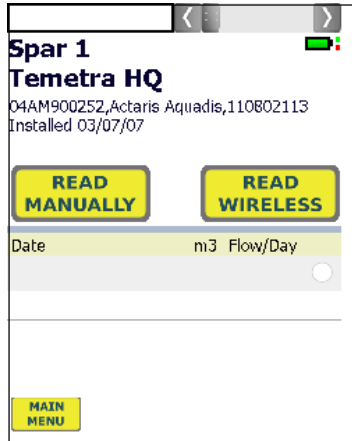 Spar 1
Temetra HQ
04AM900252,Actaris Aquadis,110802113
Installed 03/07/07
READ MANUALLY
READ WIRELESS
Date m3 Flow/Day
MAIN MENU